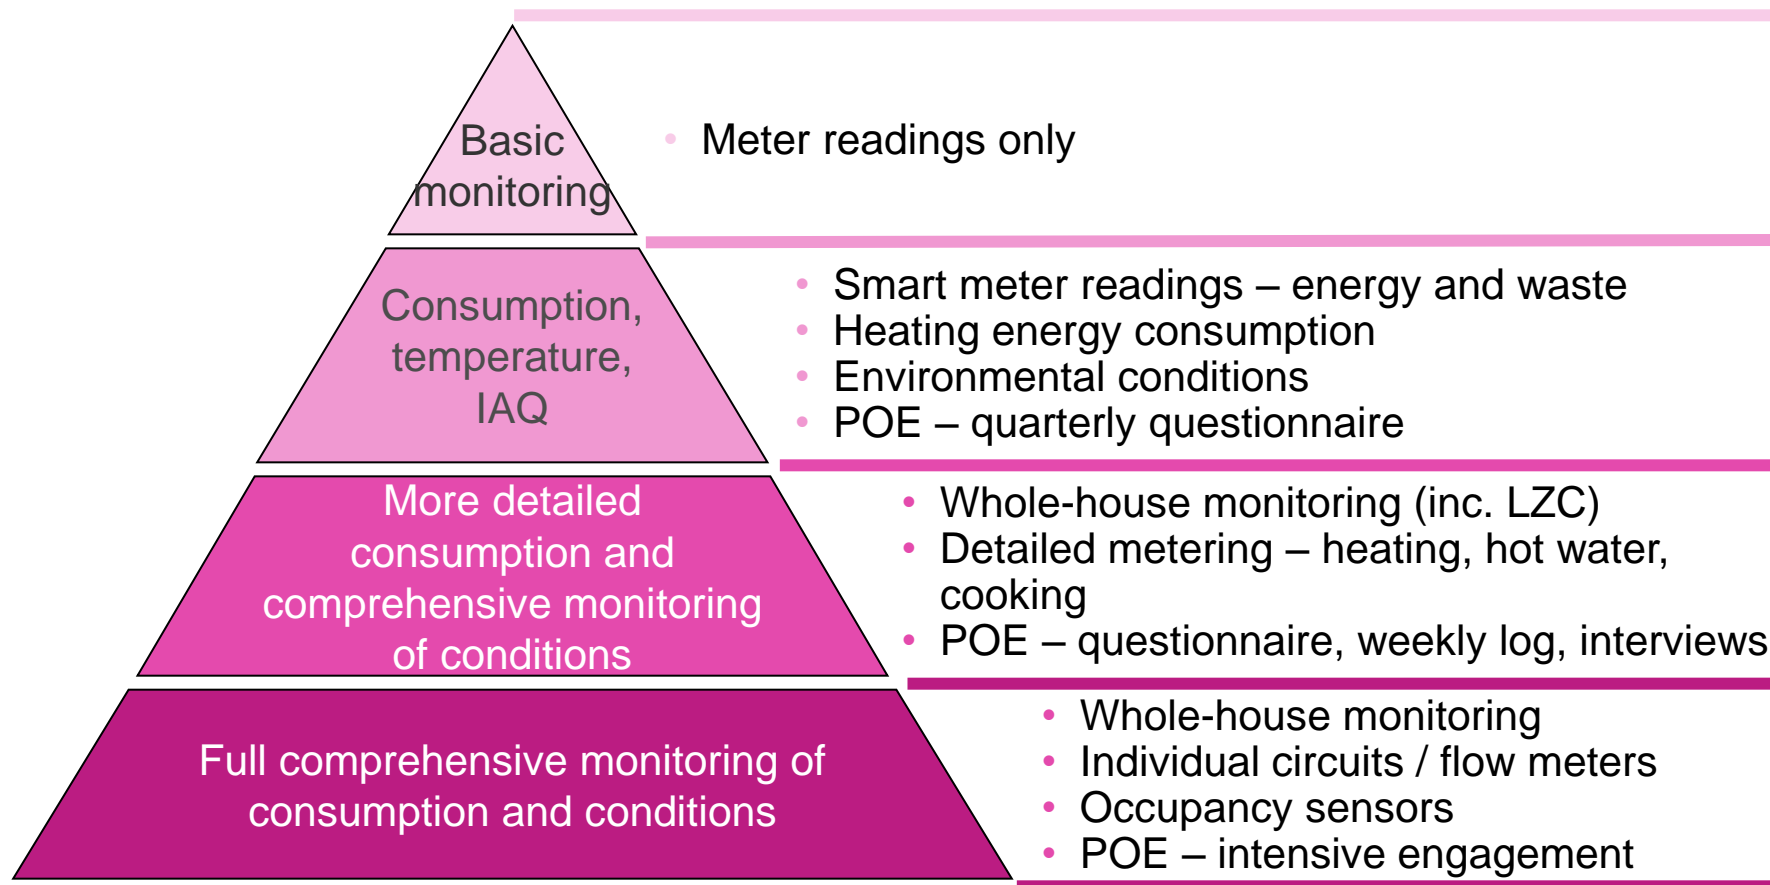 Basic
monitoring
• Meter readings only
Consumption,
temperature,
IAQ
• Smart meter readings – energy and waste
• Heating energy consumption
• Environmental conditions
• POE – quarterly questionnaire
More detailed
consumption and
comprehensive monitoring
of conditions
• Whole-house monitoring (inc. LZC)
• Detailed metering – heating, hot water,
cooking
• POE – questionnaire, weekly log, interviews
Full comprehensive monitoring of
consumption and conditions
• Whole-house monitoring
• Individual circuits / flow meters
• Occupancy sensors
• POE – intensive engagement